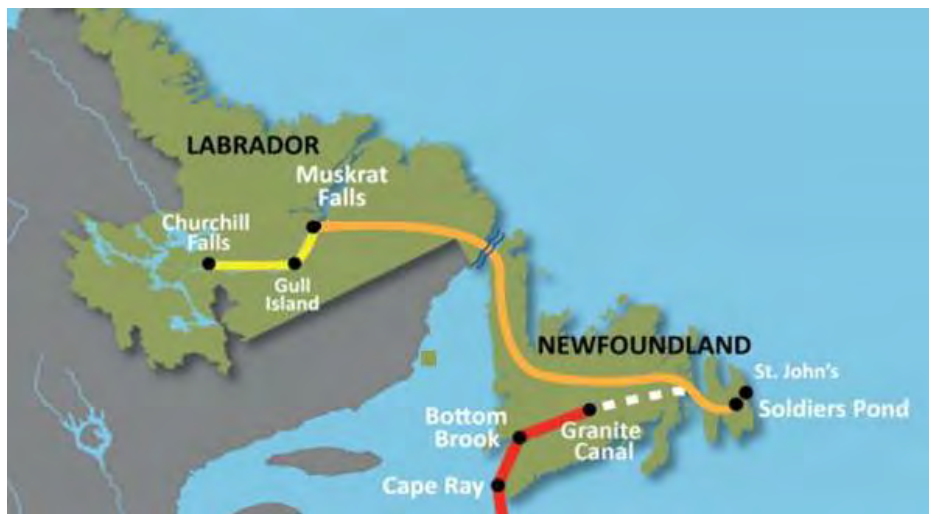 LABRADOR
Muskrat
Falls
Churchill
Falls
Gull
Island
NEWFOUNDLAND
St. John's
Soldiers Pond
Bottom
Brook
Granite
Canal
Cape Ray